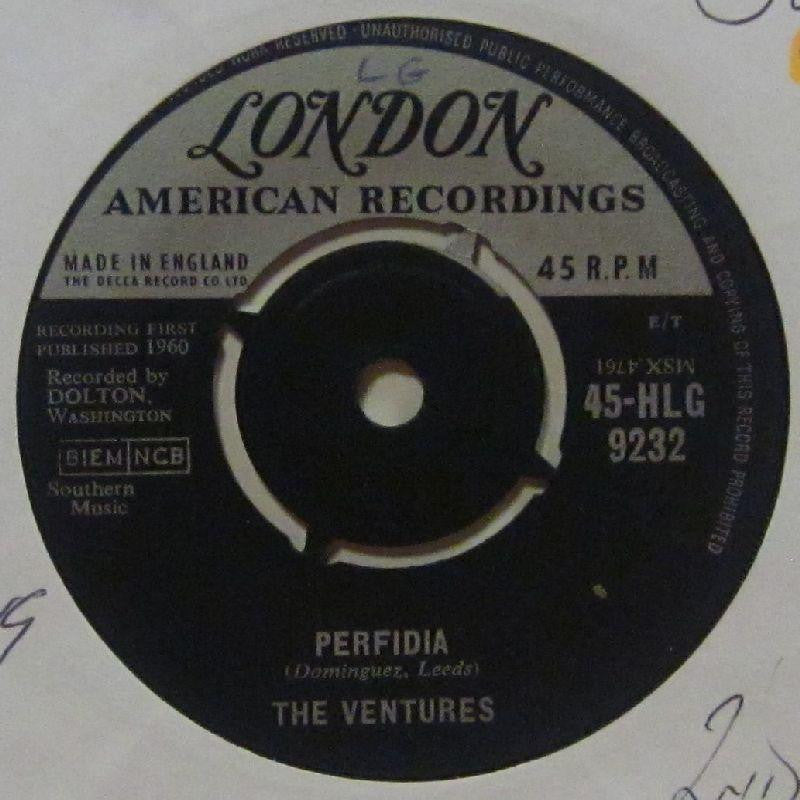 WORK RESERVED · UNAUTHORISED PUBLIC PERFORMANCE BROADCASTING AND COPYING OF THIS RECORD PROHIBITED
LG
LONDON
AMERICAN RECORDINGS
MADE IN ENGLAND
THE DECCA RECORD CO LTD
45 R.P.M
RECORDING FIRST
PUBLISHED 1960
E/T
Recorded by
DOLTON,
WASHINGTON
MSX.4761
45-HLG
9232
BIEM NCB
Southern
Music
PERFIDIA
(Dominguez, Leeds)
THE VENTURES